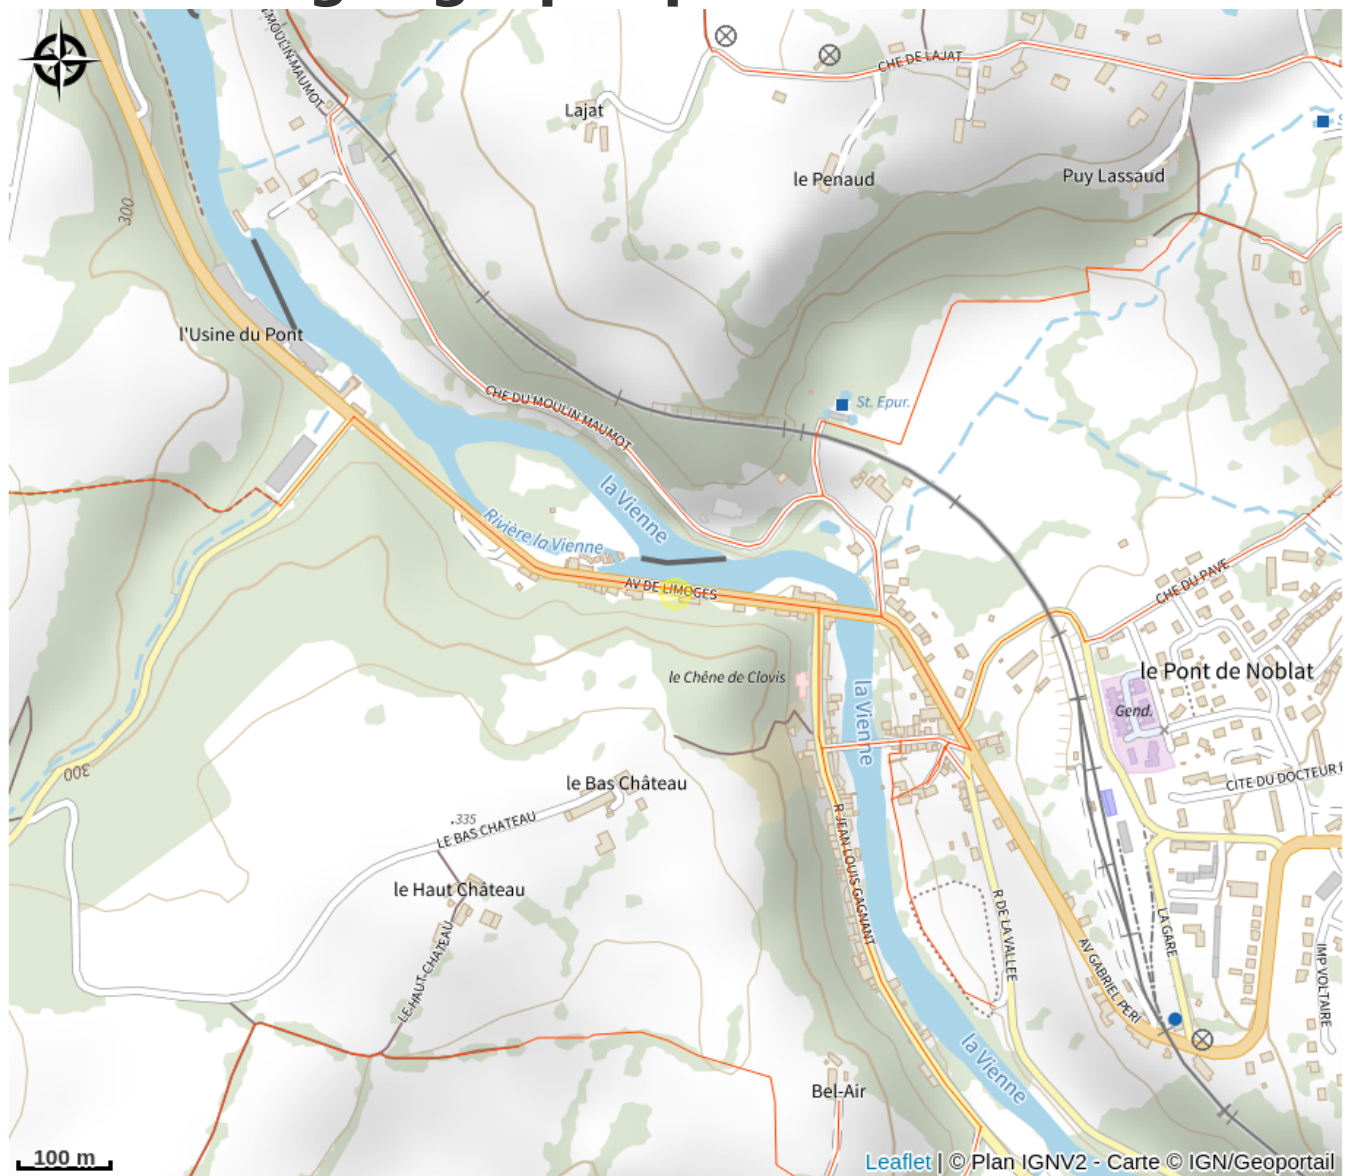 MOULIN MAUMOT
CHE DE LAJAT
Lajat
le Penaud
Puy Lassaud
300
l'Usine du Pont
CHE DU MOULIN MAUMOT
St. Epur.
la Vienne
Rivière la Vienne
AV DE LIMOGES
CHE DU PAVE
le Pont de Noblat
le Chêne de Clovis
la Vienne
Gend.
300
le Bas Château
CITE DU DOCTEUR
.335
LE BAS CHATEAU
R JEAN LOUIS GAGNANT
le Haut Château
R DE LA VALLEE
LA GARE
LE HAUT-CHATEAU
AV GABRIEL PERI
IMP VOLTAIRE
la Vienne
Bel-Air
100 m
Leaflet | © Plan IGNV2 - Carte © IGN/Geoportail